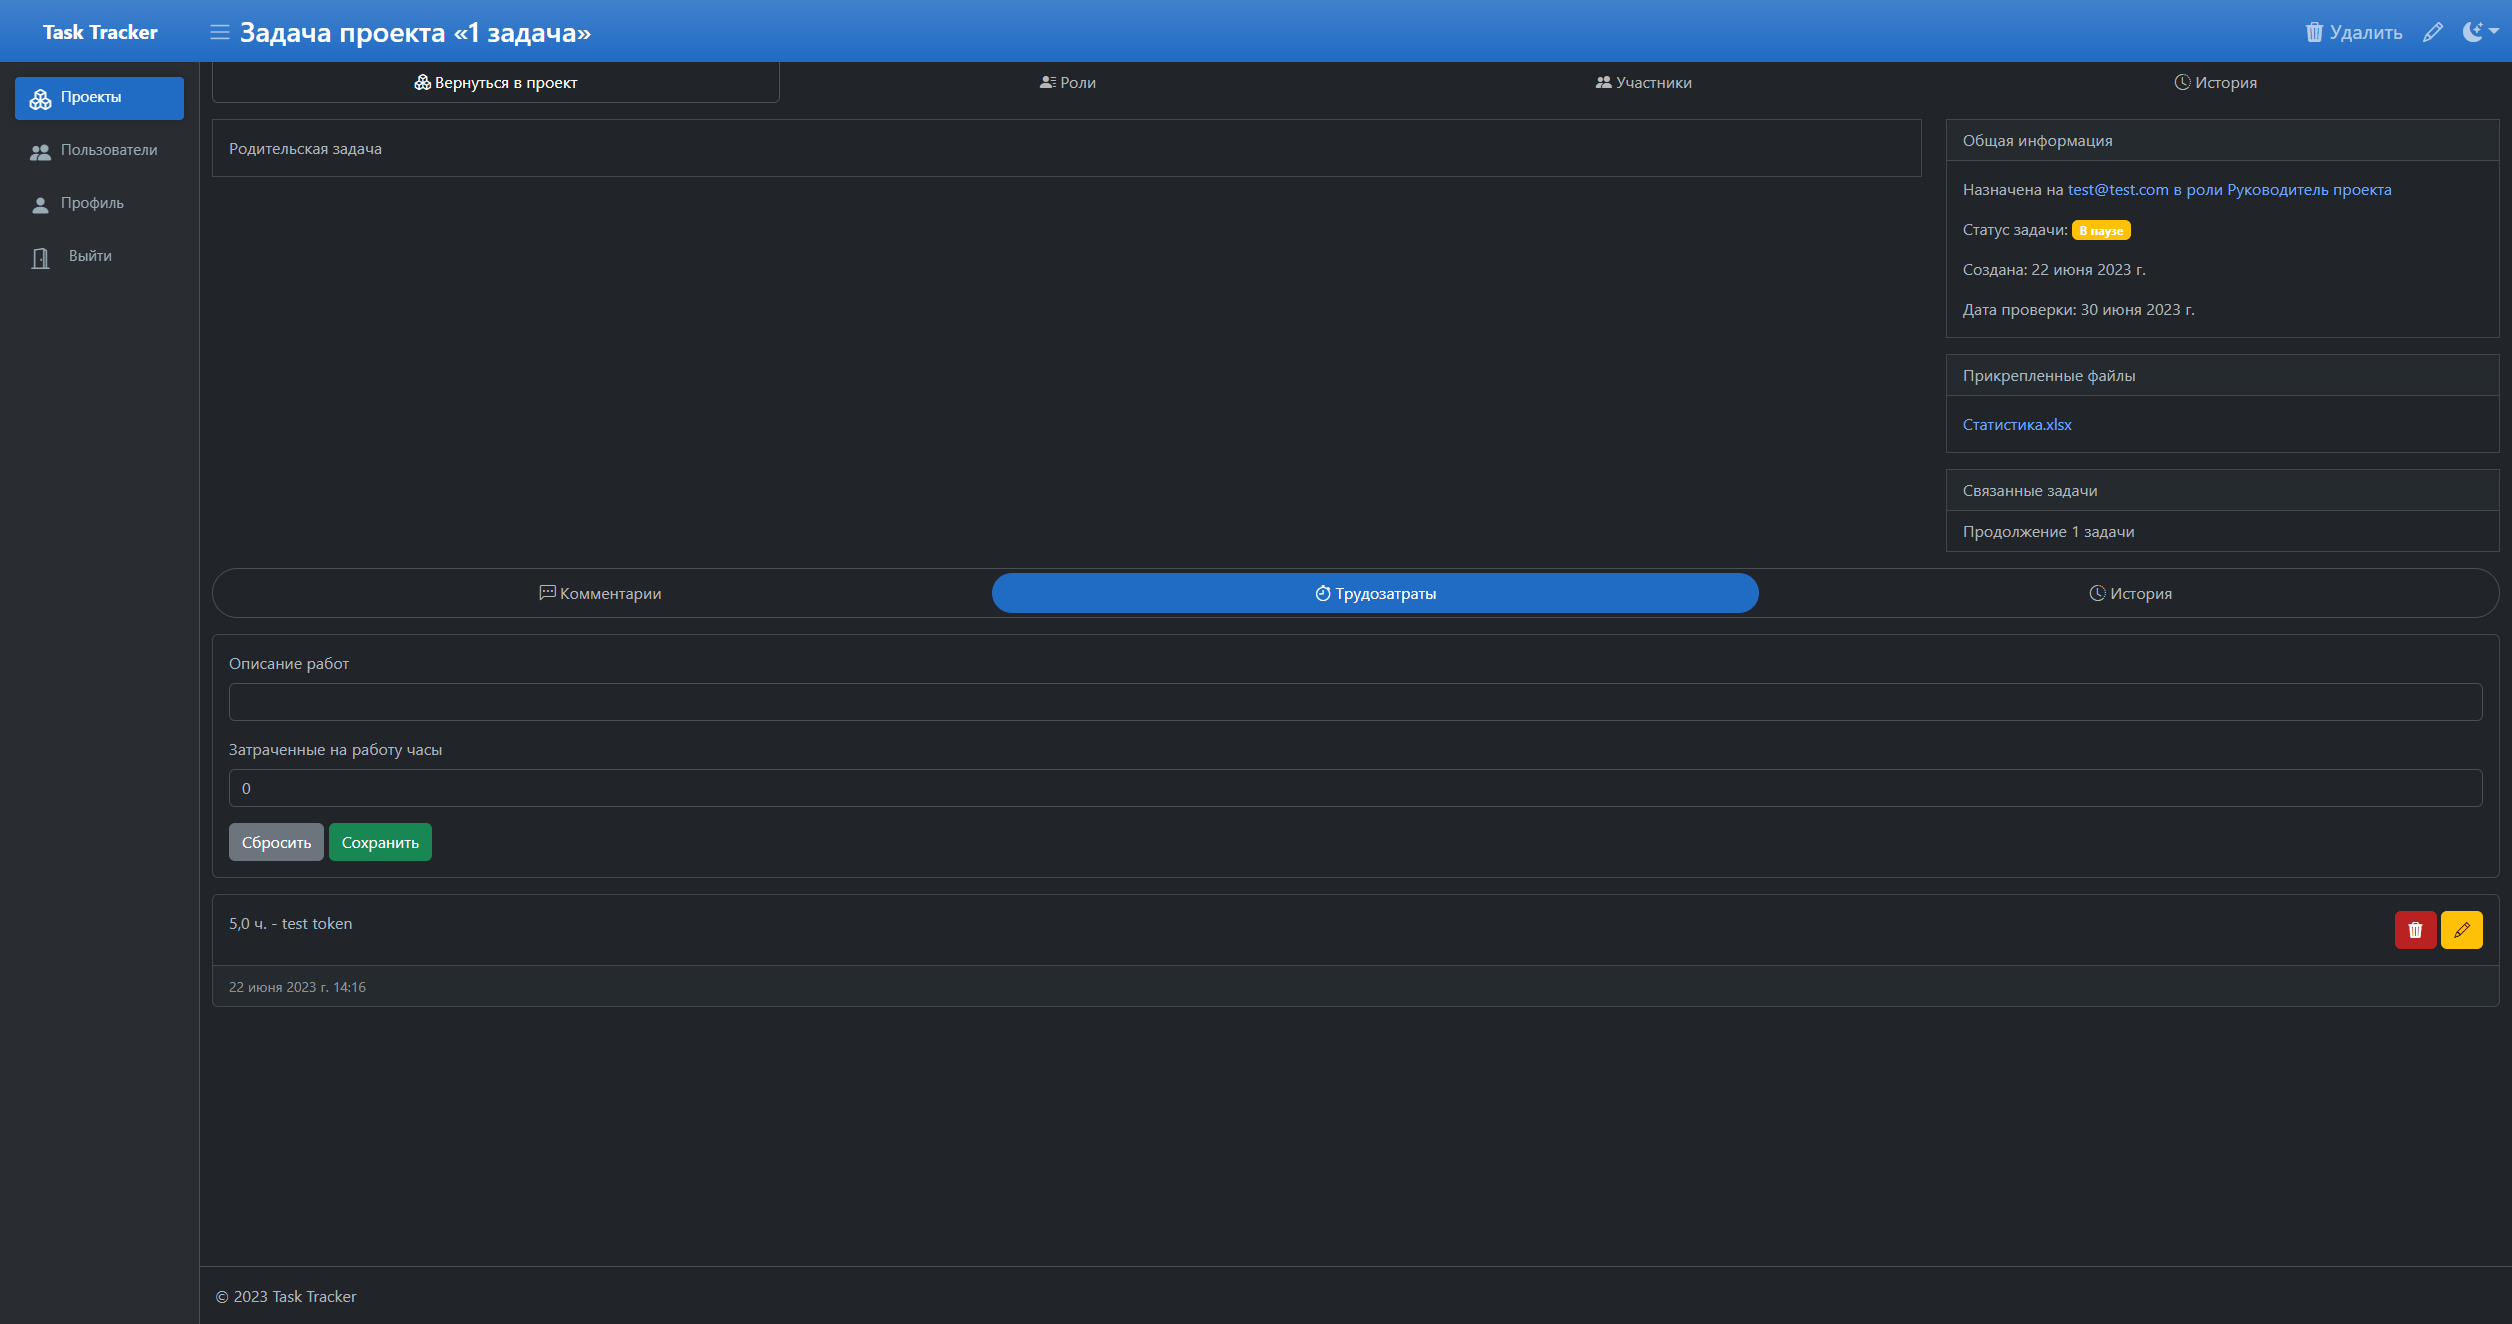 Task Tracker
Задача проекта «1 задача»
Удалить
Проекты
Пользователи
Профиль
Выйти
Вернуться в проект
Роли
Участники
История
Родительская задача
Общая информация
Назначена на test@test.com в роли Руководитель проекта
Статус задачи: В паузе
Создана: 22 июня 2023 г.
Дата проверки: 30 июня 2023 г.
Прикрепленные файлы
Статистика.xlsx
Связанные задачи
Продолжение 1 задачи
Комментарии
Трудозатраты
История
Описание работ
Затраченные на работу часы
0
Сбросить
Сохранить
5,0 ч. - test token
22 июня 2023 г. 14:16
© 2023 Task Tracker